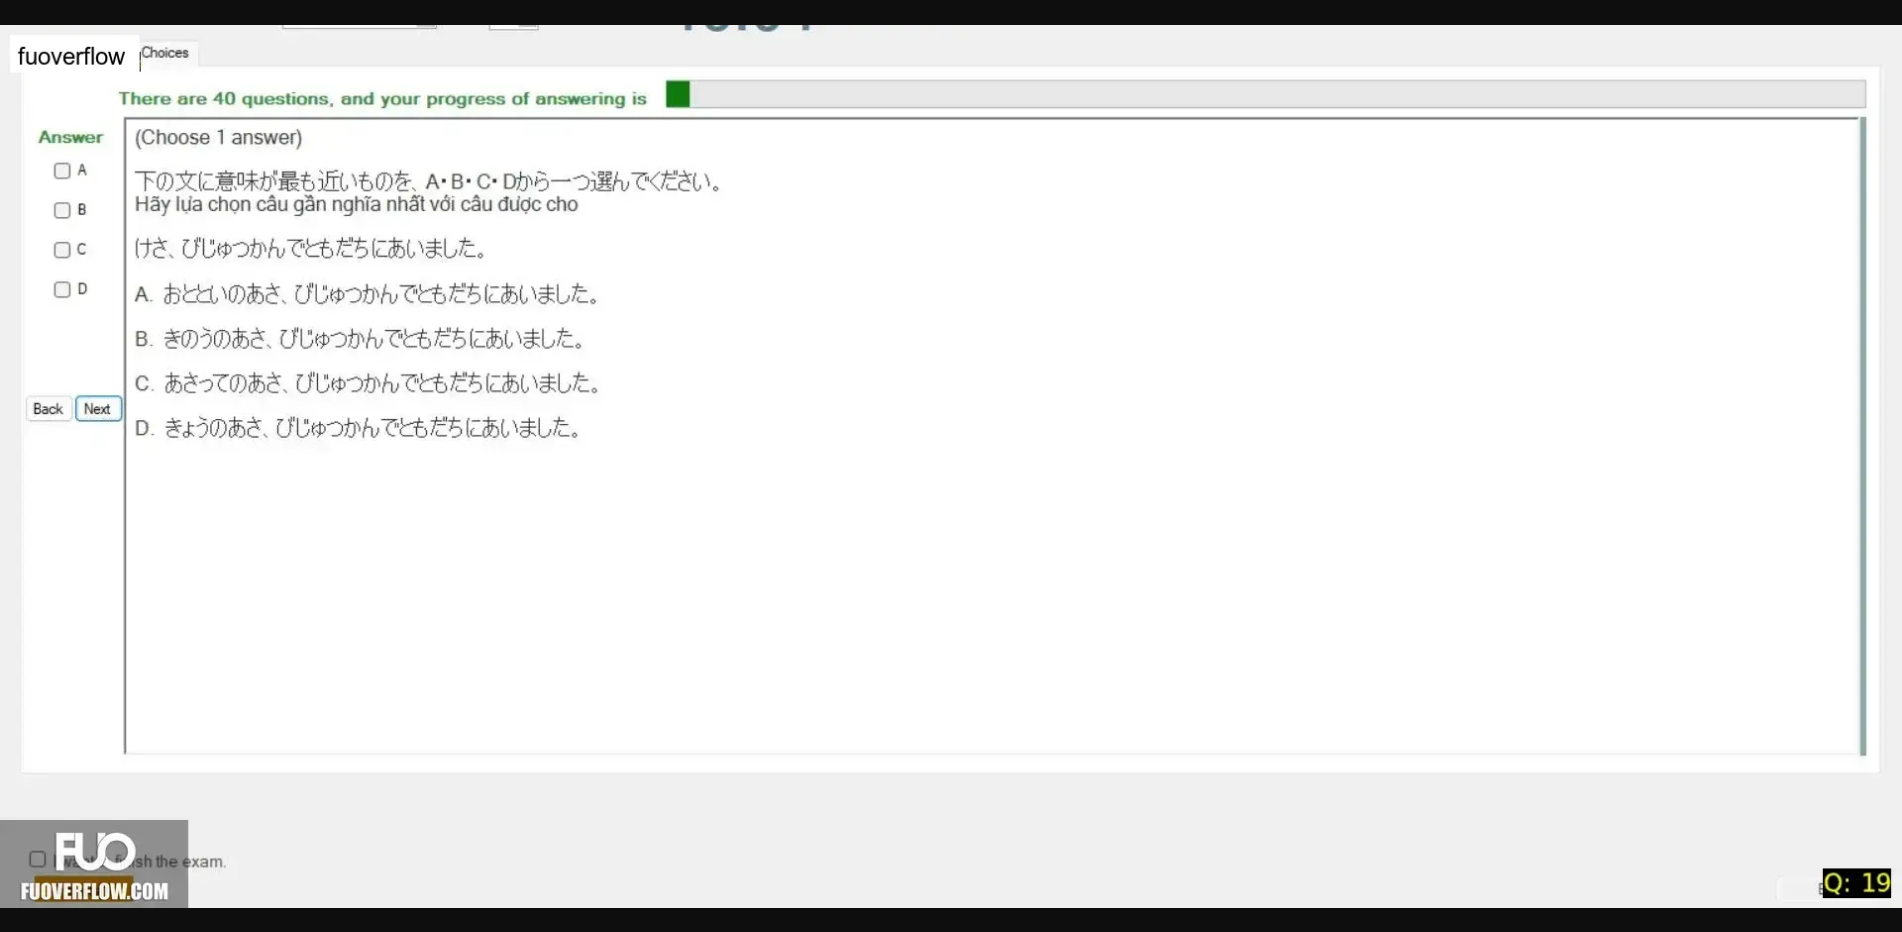 fuoverflow
Choices
There are 40 questions, and your progress of answering is
Answer
A
B
C
D
Back
Next
(Choose 1 answer)
下の文に意味が最も近いものを、A・B・C・Dから一つ選んでください。
Hãy lựa chọn câu gần nghĩa nhất với câu được cho
けさ、びじゅつかんでともだちにあいました。
A. おとといのあさ、びじゅつかんでともだちにあいました。
B. きのうのあさ、びじゅつかんでともだちにあいました。
C. あさってのあさ、びじゅつかんでともだちにあいました。
D. きょうのあさ、びじゅつかんでともだちにあいました。
FUO
the exam.
FUOVERFLOW.COM
Q: 19